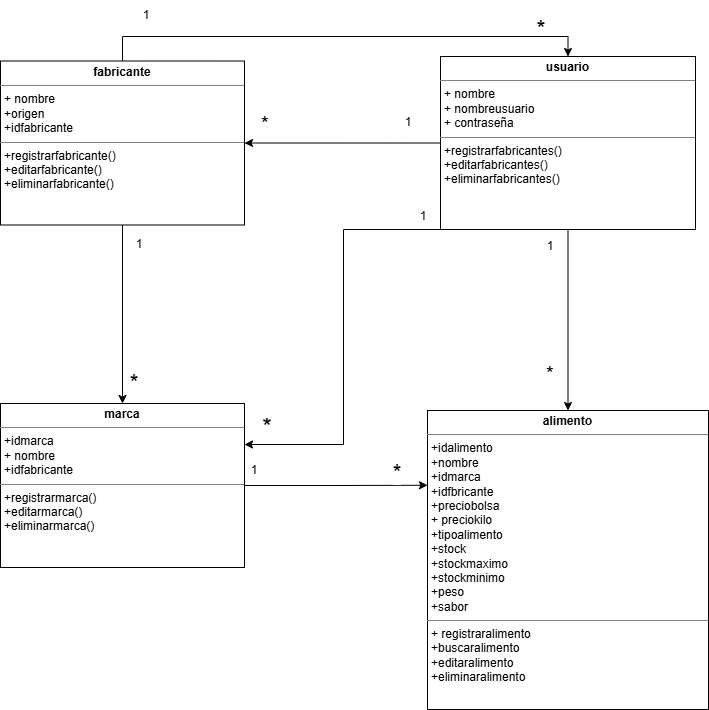 1
*
fabricante
+ nombre
+origen
+idfabricante
+registrarfabricante()
+editarfabricante()
+eliminarfabricante()
usuario
+ nombre
+ nombreusuario
+ contraseña
+registrarfabricantes()
+editarfabricantes()
+eliminarfabricantes()
*
1
1
1
1
*
*
*
marca
+idmarca
+ nombre
+idfabricante
+registrarmarca()
+editarmarca()
+eliminarmarca()
1
*
alimento
+idalimento
+nombre
+idmarca
+idfbricante
+preciobolsa
+ preciokilo
+tipoalimento
+stock
+stockmaximo
+stockminimo
+peso
+sabor
+ registraralimento
+buscaralimento
+editaralimento
+eliminaralimento